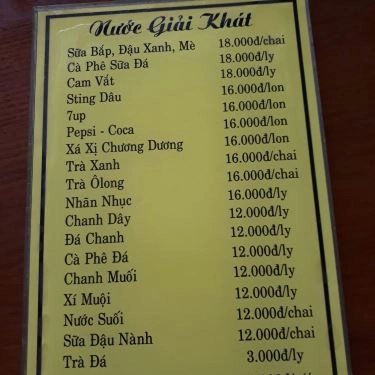 Nước Giải Khát
Sữa Bắp, Đậu Xanh, Mè 18.000đ/chai
Cà Phê Sữa Đá 18.000đ/ly
Cam Vắt 18.000đ/ly
Sting Dâu 16.000đ/lon
7up 16.000đ/lon
Pepsi - Coca 16.000đ/lon
Xá Xị Chương Dương 16.000đ/lon
Trà Xanh 16.000đ/chai
Trà Ôlong 16.000đ/chai
Nhãn Nhục 16.000đ/ly
Chanh Dây 12.000đ/ly
Đá Chanh 12.000đ/ly
Cà Phê Đá 12.000đ/ly
Chanh Muối 12.000đ/ly
Xí Muội 12.000đ/ly
Nước Suối 12.000đ/chai
Sữa Đậu Nành 12.000đ/chai
Trà Đá 3.000đ/ly